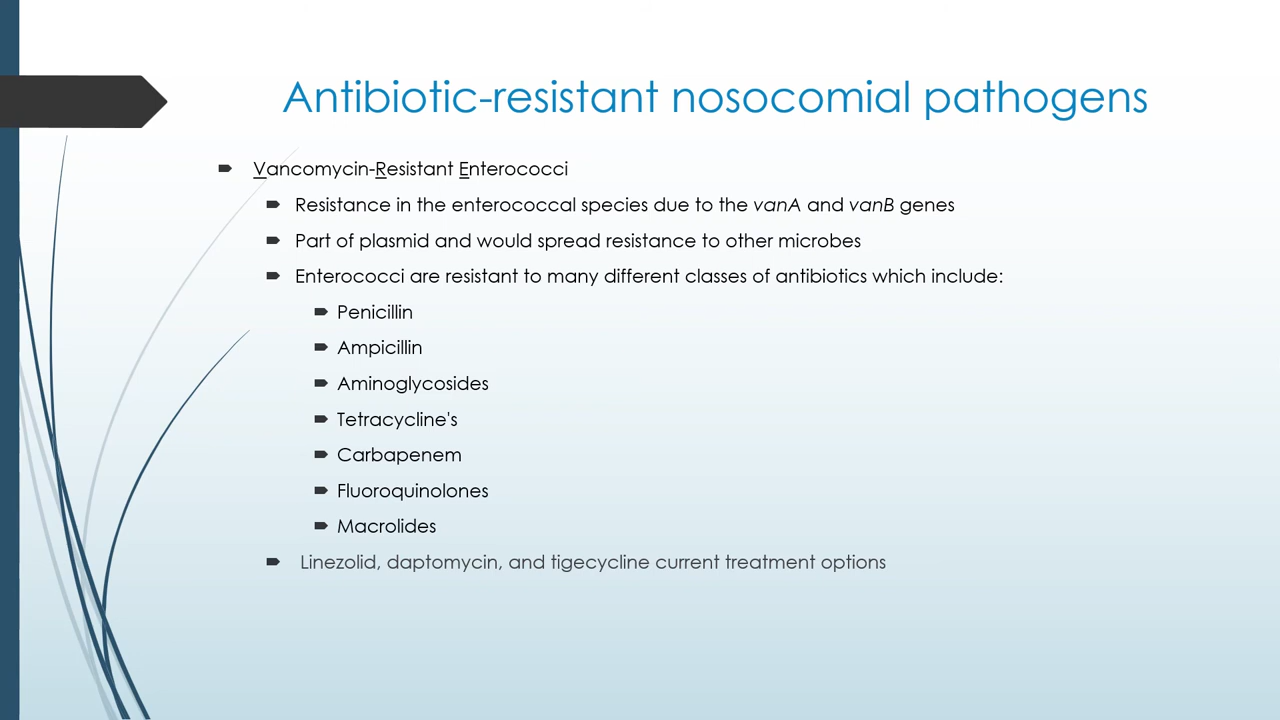 Antibiotic-resistant nosocomial pathogens
Vancomycin-Resistant Enterococci
Resistance in the enterococcal species due to the vanA and vanB genes
Part of plasmid and would spread resistance to other microbes
Enterococci are resistant to many different classes of antibiotics which include:
Penicillin
Ampicillin
Aminoglycosides
Tetracycline's
Carbapenem
Fluoroquinolones
Macrolides
Linezolid, daptomycin, and tigecycline current treatment options